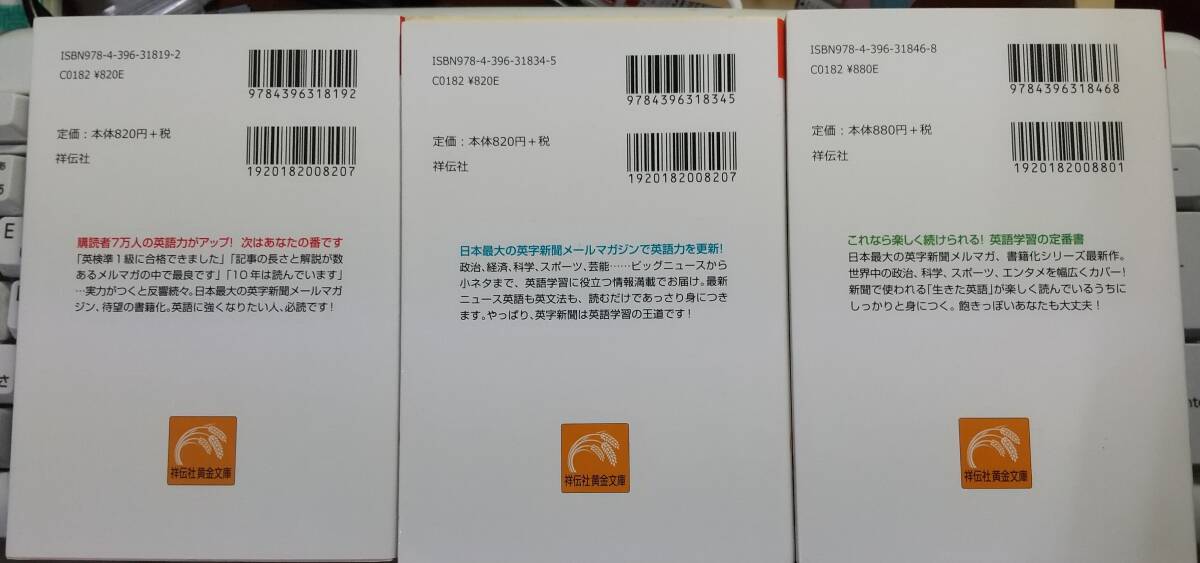 ISBN978-4-396-31819-2
C0182 ¥820E
9784396318192
定価：本体820円＋税
祥伝社
1920182008207
購読者7万人の英語力がアップ！ 次はあなたの番です
「英検準1級に合格できました」「記事の長さと解説が数
あるメルマガの中で最良です」「10年は読んでいます」
…実力がつくと反響続々。日本最大の英字新聞メールマガ
ジン、待望の書籍化。英語に強くなりたい人、必読です！
祥伝社黄金文庫
ISBN978-4-396-31834-5
C0182 ¥820E
9784396318345
定価：本体820円＋税
祥伝社
1920182008207
日本最大の英字新聞メールマガジンで英語力を更新！
政治、経済、科学、スポーツ、芸能……ビッグニュースから
小ネタまで、英語学習に役立つ情報満載でお届け。最新
ニュース英語も英文法も、読むだけであっさり身につき
ます。やっぱり、英字新聞は英語学習の王道です！
祥伝社黄金文庫
ISBN978-4-396-31846-8
C0182 ¥880E
9784396318468
定価：本体880円＋税
祥伝社
1920182008801
これなら楽しく続けられる！ 英語学習の定番書
日本最大の英字新聞メルマガ、書籍化シリーズ最新作。
世界中の政治、科学、スポーツ、エンタメを幅広くカバー！
新聞で使われる「生きた英語」が楽しく読んでいるうちに
しっかりと身につく。飽きっぽいあなたも大丈夫！
祥伝社黄金文庫
E
さ